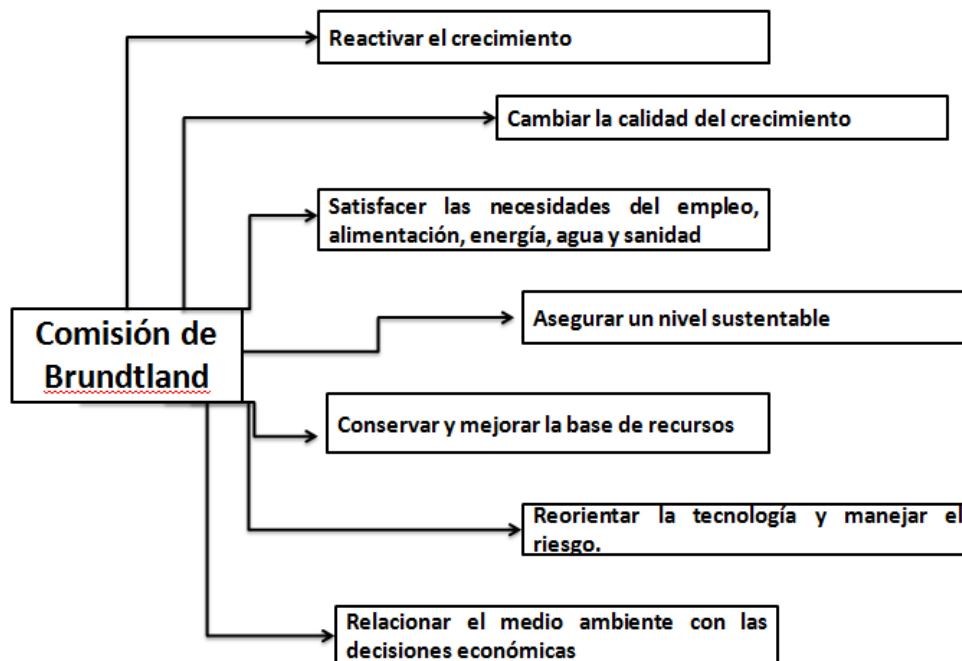 Reactivar el crecimiento
Cambiar la calidad del crecimiento
Satisfacer las necesidades del empleo,
alimentación, energía, agua y sanidad
Comisión de
Brundtland
Asegurar un nivel sustentable
Conservar y mejorar la base de recursos
Reorientar la tecnología y manejar el
riesgo.
Relacionar el medio ambiente con las
decisiones económicas